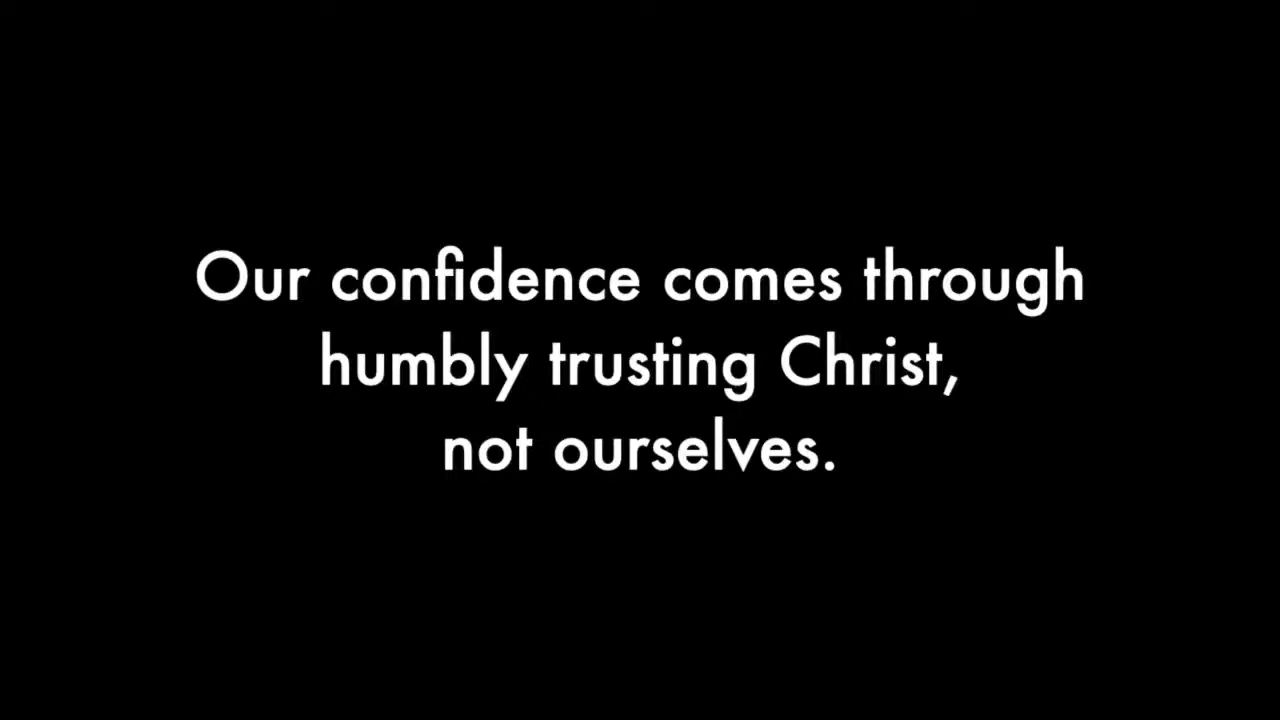 Our confidence comes through
humbly trusting Christ,
not ourselves.